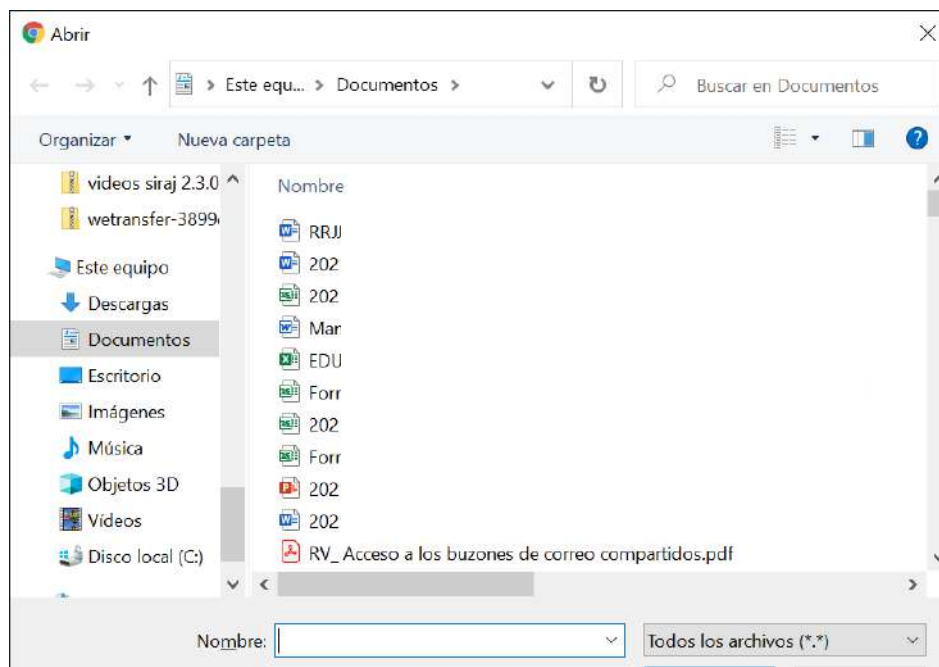 Abrir
Este equ... Documentos
Buscar en Documentos
Organizar
Nueva carpeta
videos siraj 2.3.0
wetransfer-3899
Este equipo
Descargas
Documentos
Escritorio
Imágenes
Música
Objetos 3D
Vídeos
Disco local (C:)
Nombre
RRJJ
202
202
Mar
EDU
Forr
202
Forr
202
202
RV_ Acceso a los buzones de correo compartidos.pdf
Nombre:
Todos los archivos (*.*)